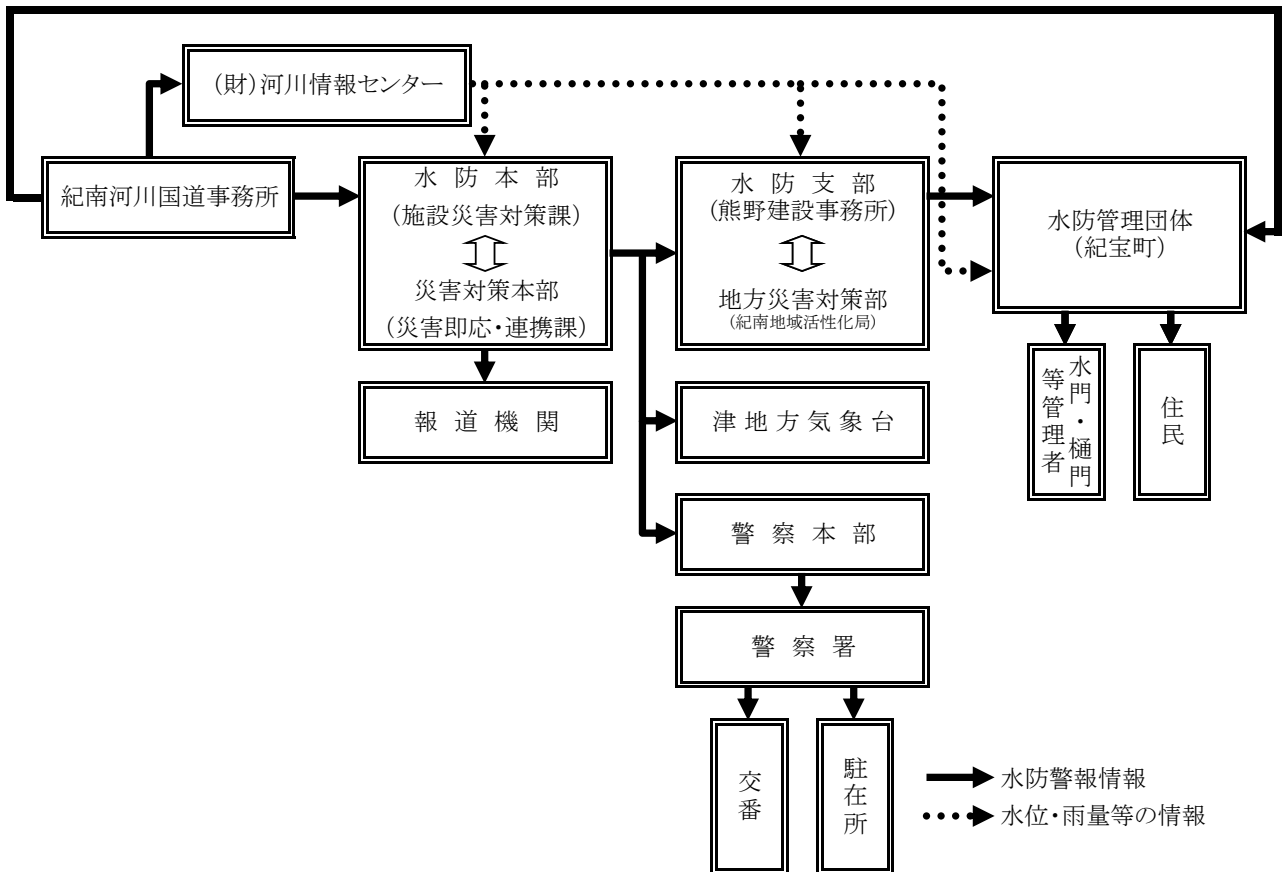 (財)河川情報センター
紀南河川国道事務所
水防本部
(施設災害対策課)
災害対策本部
(災害即応・連携課)
水防支部
(熊野建設事務所)
地方災害対策部
(紀南地域活性化局)
水防管理団体
(紀宝町)
報道機関
津地方気象台
水門・樋門
等管理者
住民
警察本部
警察署
交番
駐在所
水防警報情報
水位・雨量等の情報